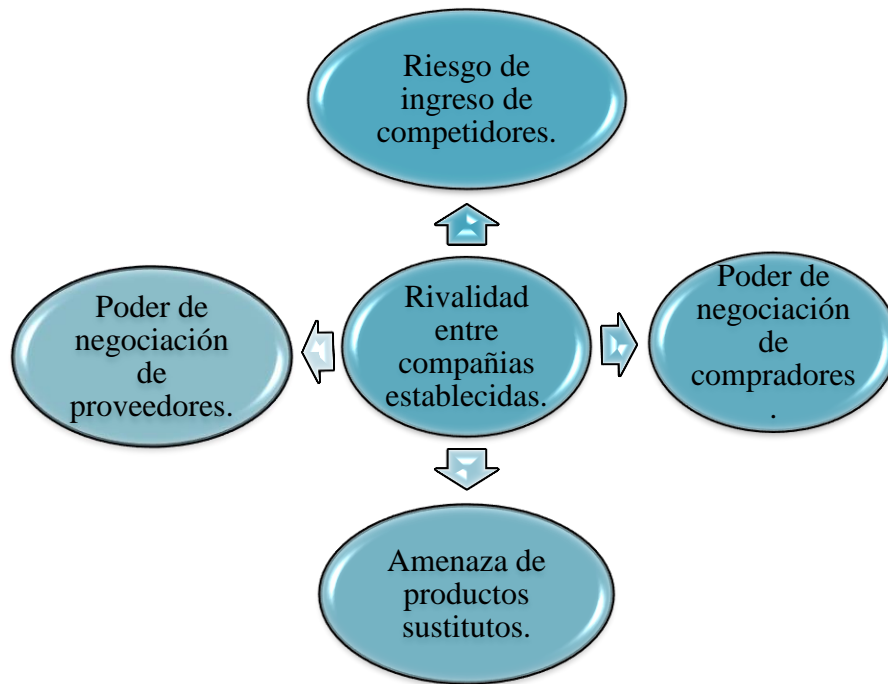 Riesgo de
ingreso de
competidores.
Poder de
negociación
de
proveedores.
Rivalidad
entre
compañias
establecidas.
Poder de
negociación
de
compradores
.
Amenaza de
productos
sustitutos.